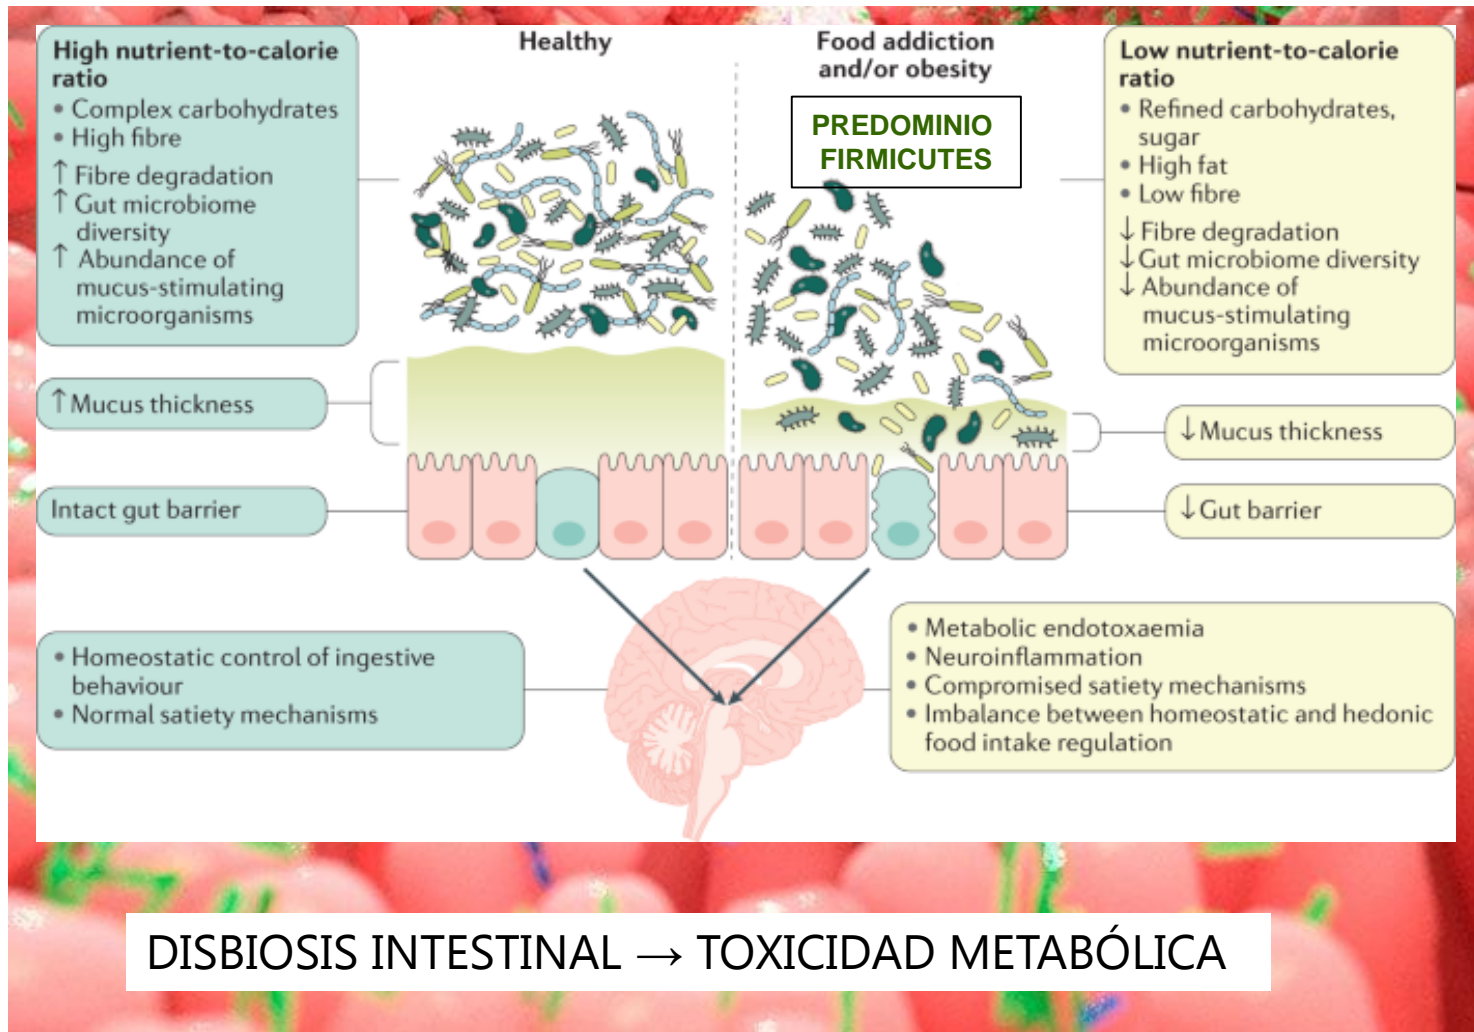 High nutrient-to-calorie
ratio
• Complex carbohydrates
• High fibre
↑ Fibre degradation
↑ Gut microbiome
diversity
↑ Abundance of
mucus-stimulating
microorganisms
↑ Mucus thickness
Intact gut barrier
• Homeostatic control of ingestive
behaviour
• Normal satiety mechanisms
Healthy
Food addiction
and/or obesity
PREDOMINIO
FIRMICUTES
Low nutrient-to-calorie
ratio
• Refined carbohydrates,
sugar
• High fat
• Low fibre
↓ Fibre degradation
↓ Gut microbiome diversity
↓ Abundance of
mucus-stimulating
microorganisms
↓ Mucus thickness
↓ Gut barrier
• Metabolic endotoxaemia
• Neuroinflammation
• Compromised satiety mechanisms
• Imbalance between homeostatic and hedonic
food intake regulation
DISBIOSIS INTESTINAL → TOXICIDAD METABÓLICA